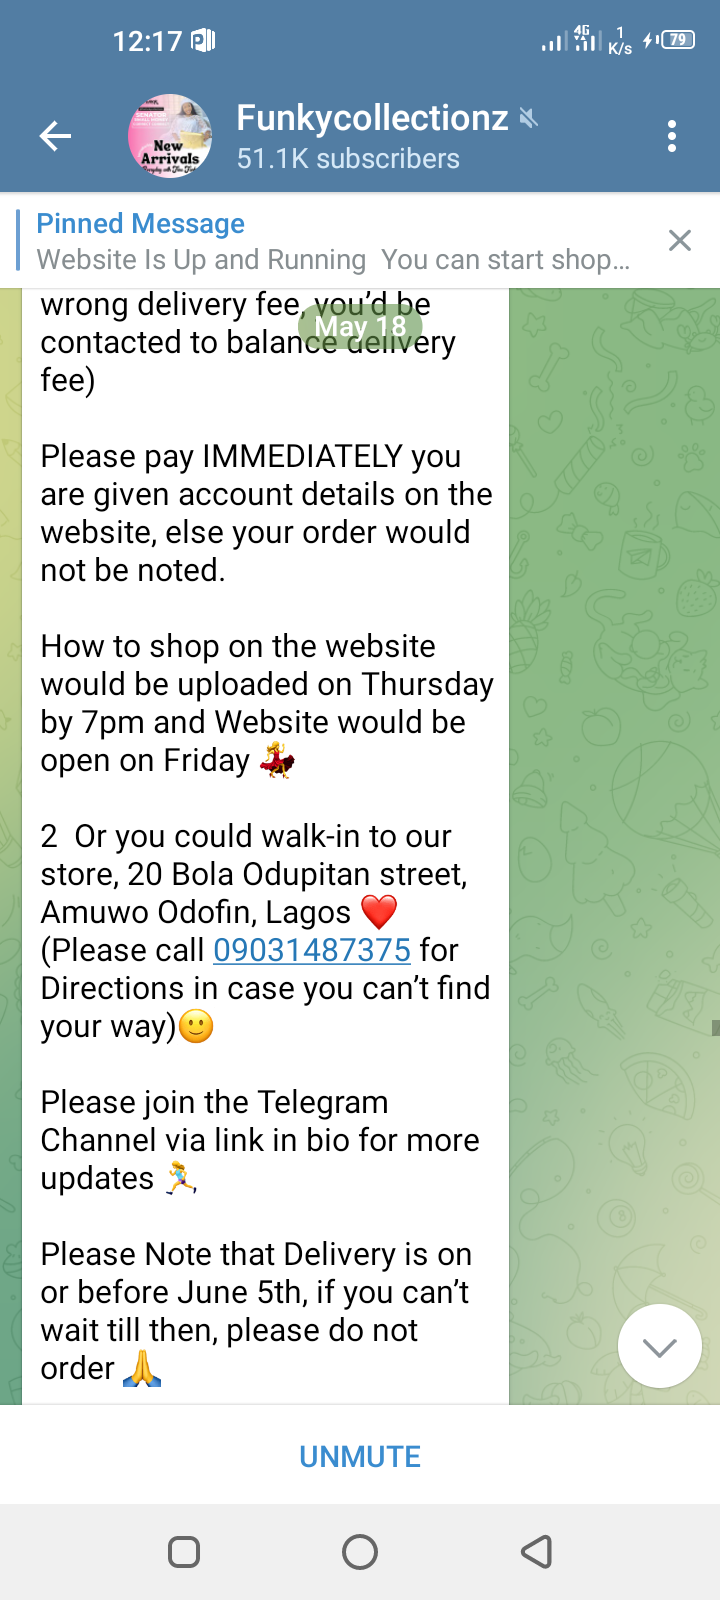 12:17
4G
1
K/s
79
SENATOR
New
Arrivals
Funkycollectionz
51.1K subscribers
Pinned Message
Website Is Up and Running  You can start shop...
wrong delivery fee, you'd be
May 18
contacted to balance delivery
fee)
Please pay IMMEDIATELY you
are given account details on the
website, else your order would
not be noted.
How to shop on the website
would be uploaded on Thursday
by 7pm and Website would be
open on Friday 💃
2  Or you could walk-in to our
store, 20 Bola Odupitan street,
Amuwo Odofin, Lagos ❤️
(Please call 09031487375 for
Directions in case you can't find
your way)🙂
Please join the Telegram
Channel via link in bio for more
updates 🏃‍♀️
Please Note that Delivery is on
or before June 5th, if you can't
wait till then, please do not
order 🙏
UNMUTE